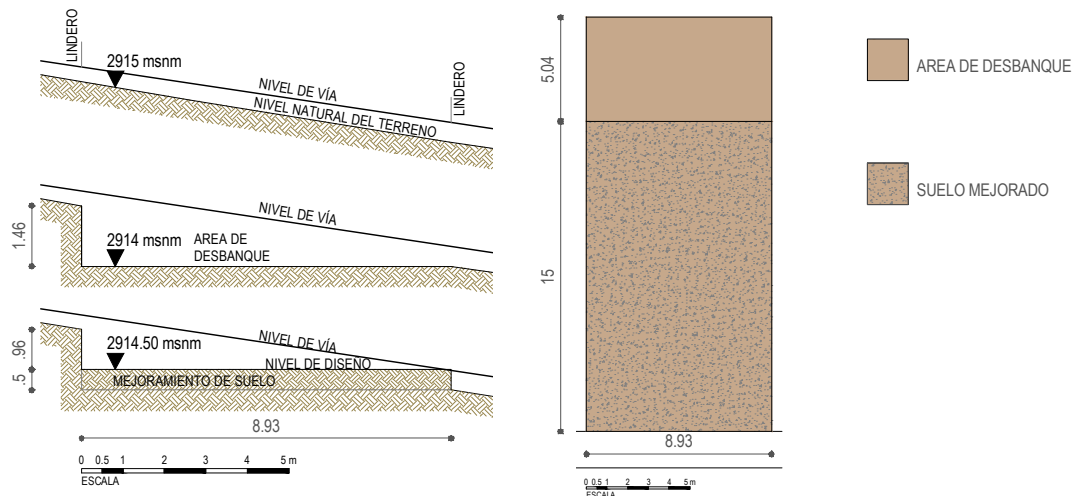 LINDERO
2915 msnm
NIVEL DE VÍA
NIVEL NATURAL DEL TERRENO
LINDERO
1.46
2914 msnm
AREA DE
DESBANQUE
NIVEL DE VÍA
.96
.5
2914.50 msnm
NIVEL DE VÍA
NIVEL DE DISEÑO
MEJORAMIENTO DE SUELO
8.93
0 0.5 1 2 3 4 5 m
ESCALA
5.04
15
8.93
0 0.5 1 2 3 4 5 m
ESCALA
AREA DE DESBANQUE
SUELO MEJORADO